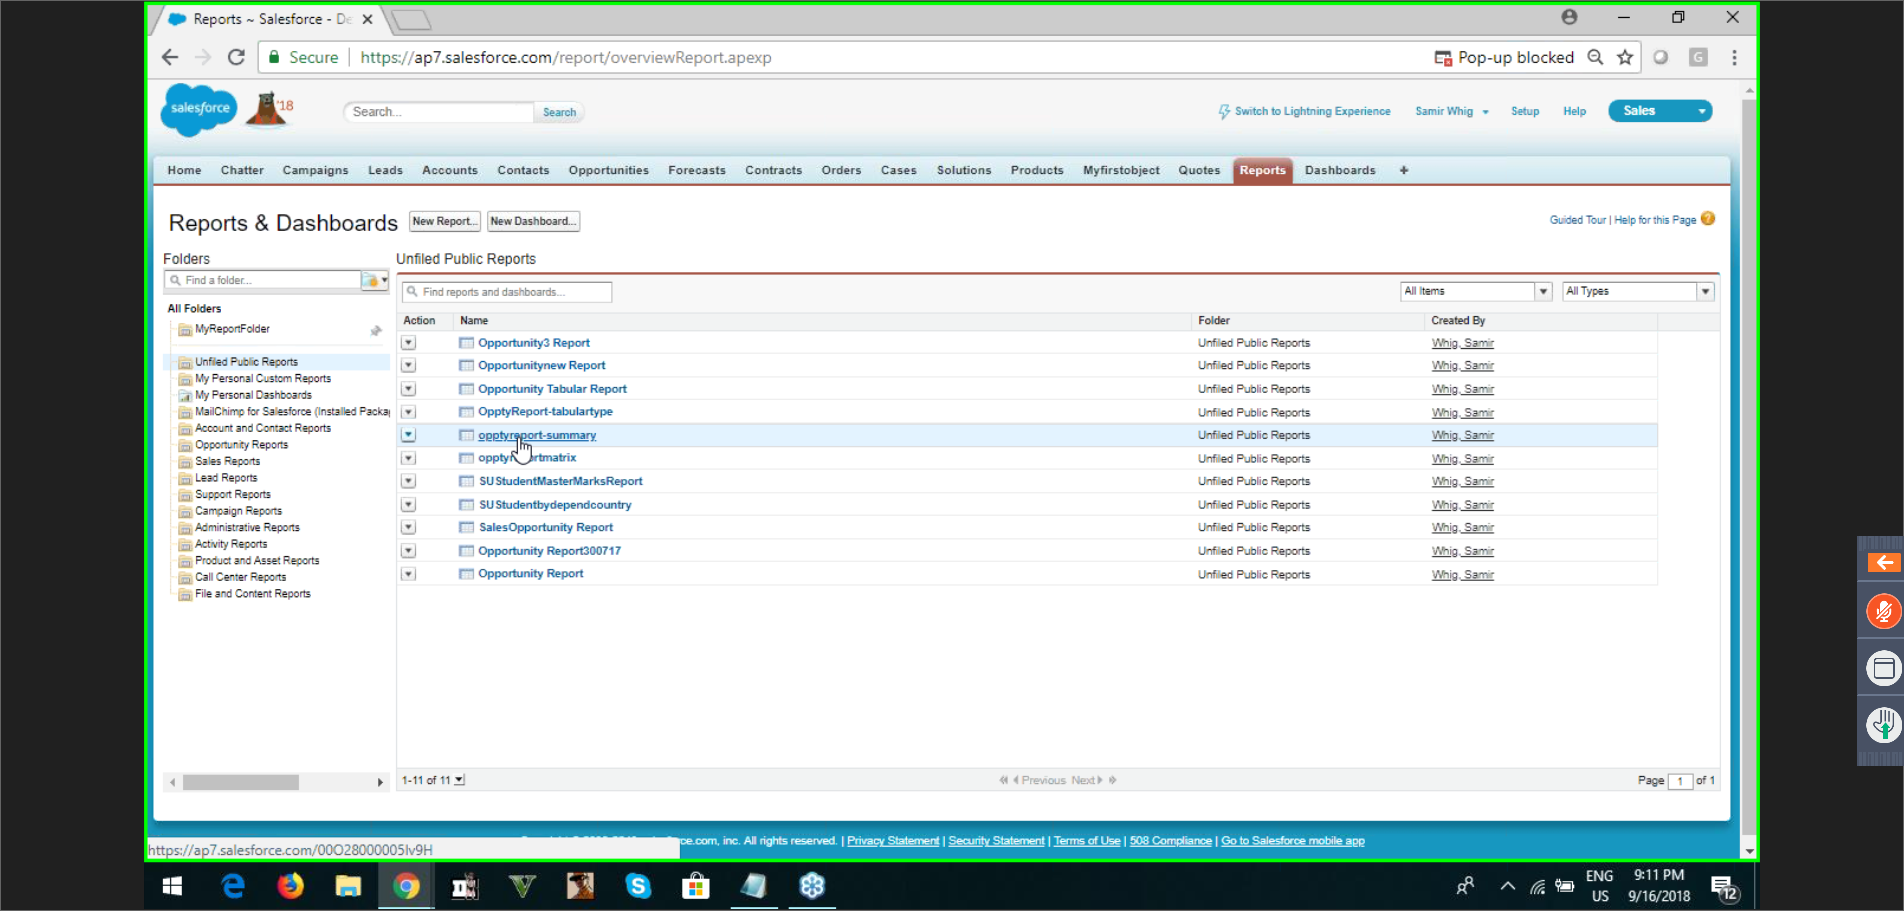 Reports ~ Salesforce - De
Secure https://ap7.salesforce.com/report/overviewReport.apexp Pop-up blocked G
salesforce '18 Search... Search Switch to Lightning Experience Samir Whig Setup Help Sales
Home Chatter Campaigns Leads Accounts Contacts Opportunities Forecasts Contracts Orders Cases Solutions Products Myfirstobject Quotes Reports Dashboards +
Reports & Dashboards New Report... New Dashboard... Guided Tour | Help for this Page ?
Folders
Find a folder...
All Folders
MyReportFolder
Unfiled Public Reports
My Personal Custom Reports
My Personal Dashboards
MailChimp for Salesforce (Installed Packa
Account and Contact Reports
Opportunity Reports
Sales Reports
Lead Reports
Support Reports
Campaign Reports
Administrative Reports
Activity Reports
Product and Asset Reports
Call Center Reports
File and Content Reports
Unfiled Public Reports
Find reports and dashboards... All Items All Types
Action Name Folder Created By
Opportunity3 Report Unfiled Public Reports Whig, Samir
Opportunitynew Report Unfiled Public Reports Whig, Samir
Opportunity Tabular Report Unfiled Public Reports Whig, Samir
OpptyReport-tabulartype Unfiled Public Reports Whig, Samir
opptyreport-summary Unfiled Public Reports Whig, Samir
opptyreportmatrix Unfiled Public Reports Whig, Samir
SUStudentMasterMarksReport Unfiled Public Reports Whig, Samir
SUStudentbydependcountry Unfiled Public Reports Whig, Samir
SalesOpportunity Report Unfiled Public Reports Whig, Samir
Opportunity Report300717 Unfiled Public Reports Whig, Samir
Opportunity Report Unfiled Public Reports Whig, Samir
1-11 of 11 Previous Next Page 1 of 1
ce.com, inc. All rights reserved. | Privacy Statement | Security Statement | Terms of Use | 508 Compliance | Go to Salesforce mobile app
https://ap7.salesforce.com/00O28000005lv9H
ENG
US
9:11 PM
9/16/2018
12